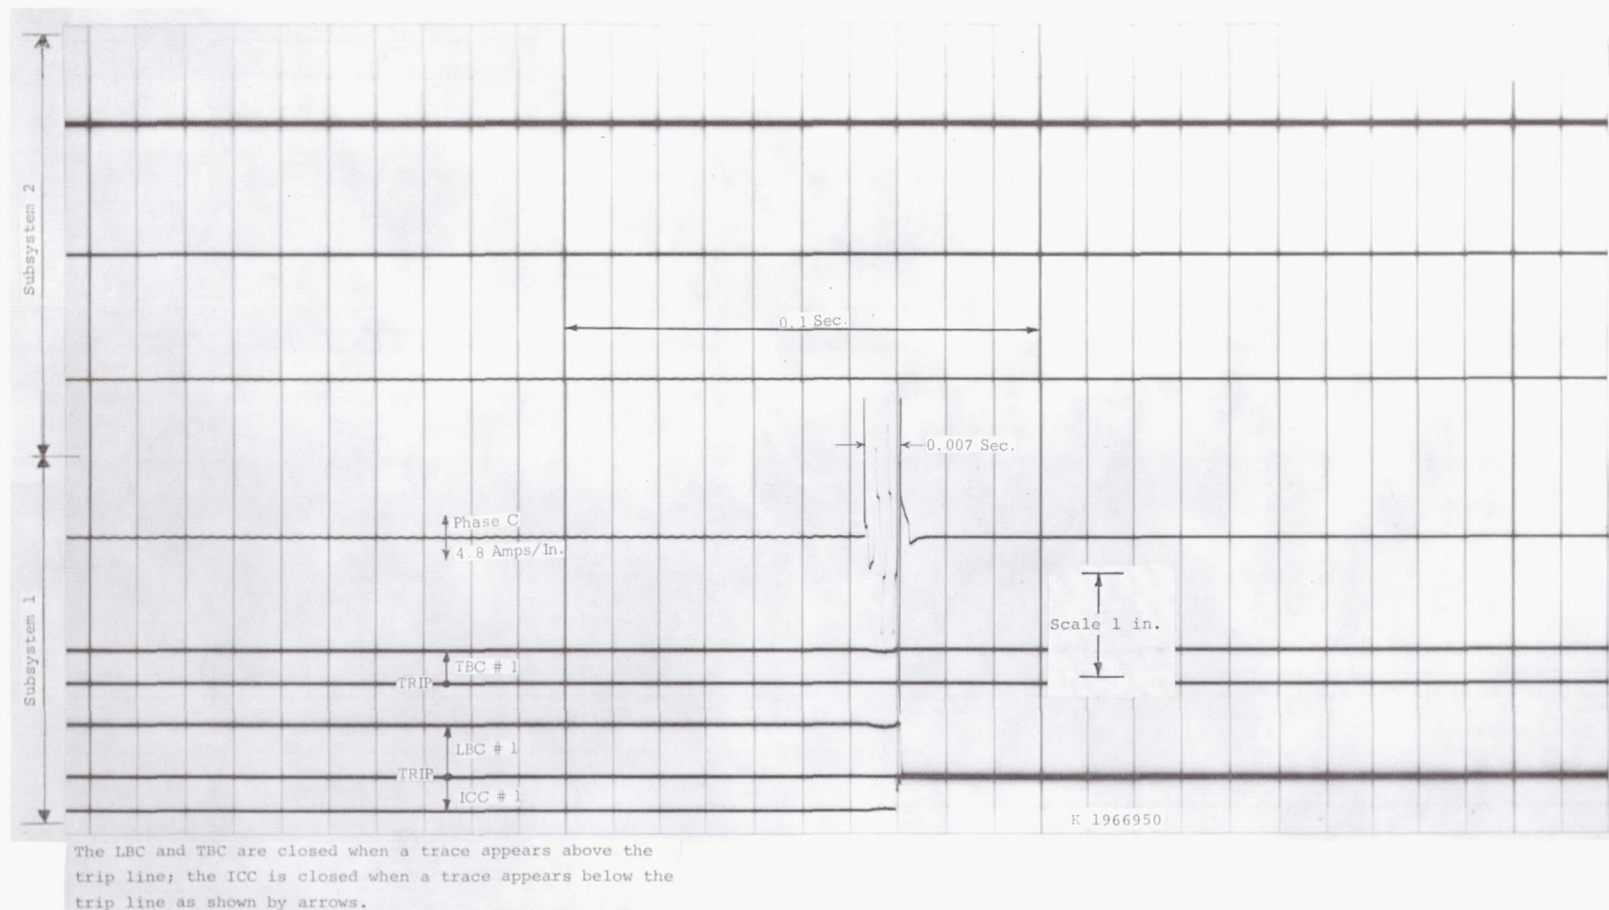 Subsystem 2
0.1 Sec.
0.007 Sec.
Phase C
4.8 Amps/In.
Scale 1 in.
Subsystem 1
TBC # 1
TRIP
LBC # 1
TRIP
ICC # 1
K 1966950
The LBC and TBC are closed when a trace appears above the
trip line; the ICC is closed when a trace appears below the
trip line as shown by arrows.